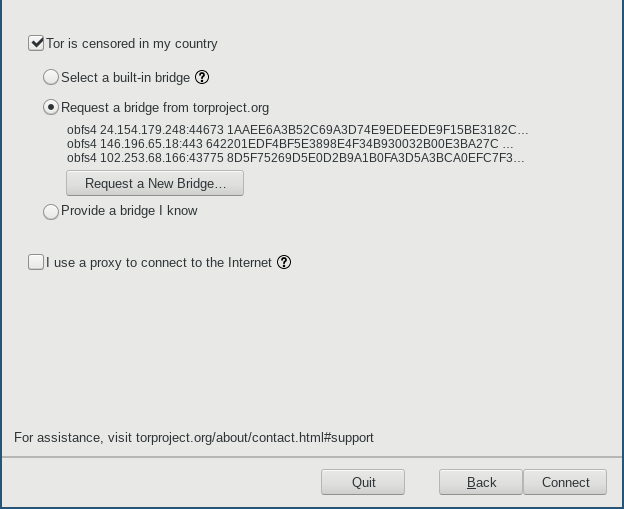 Tor is censored in my country
Select a built-in bridge ?
Request a bridge from torproject.org
obfs4 24.154.179.248:44673 1AAEE6A3B52C69A3D74E9EDEEDE9F15BE3182C…
obfs4 146.196.65.18:443 642201EDF4BF5E3898E4F34B930032B00E3BA27C …
obfs4 102.253.68.166:43775 8D5F75269D5E0D2B9A1B0FA3D5A3BCA0EFC7F3…
Request a New Bridge…
Provide a bridge I know
I use a proxy to connect to the Internet ?
For assistance, visit torproject.org/about/contact.html#support
Quit Back Connect